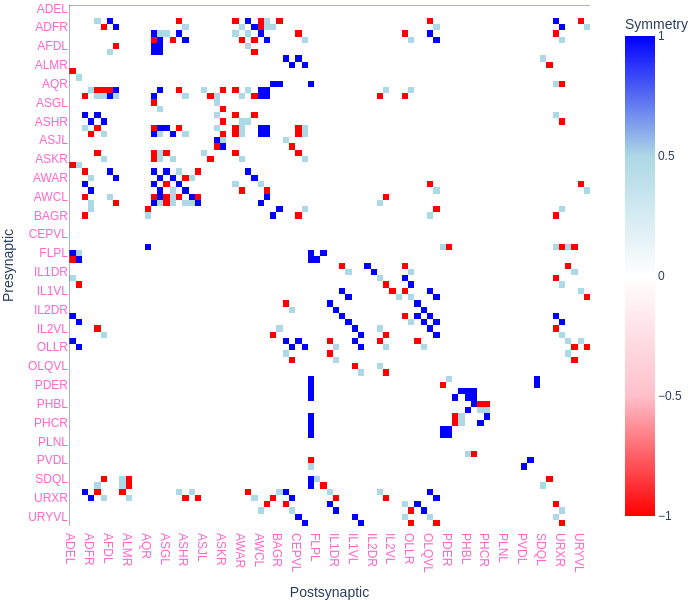 Symmetry
1
0.5
0
−0.5
−1
Presynaptic
ADEL
ADFR
AFDL
ALMR
AQR
ASGL
ASHR
ASJL
ASKR
AWAR
AWCL
BAGR
CEPVL
FLPL
IL1DR
IL1VL
IL2DR
IL2VL
OLLR
OLQVL
PDER
PHBL
PHCR
PLNL
PVDL
SDQL
URXR
URYVL
ADEL
ADFR
AFDL
ALMR
AQR
ASGL
ASHR
ASJL
ASKR
AWAR
AWCL
BAGR
CEPVL
FLPL
IL1DR
IL1VL
IL2DR
IL2VL
OLLR
OLQVL
PDER
PHBL
PHCR
PLNL
PVDL
SDQL
URXR
URYVL
Postsynaptic